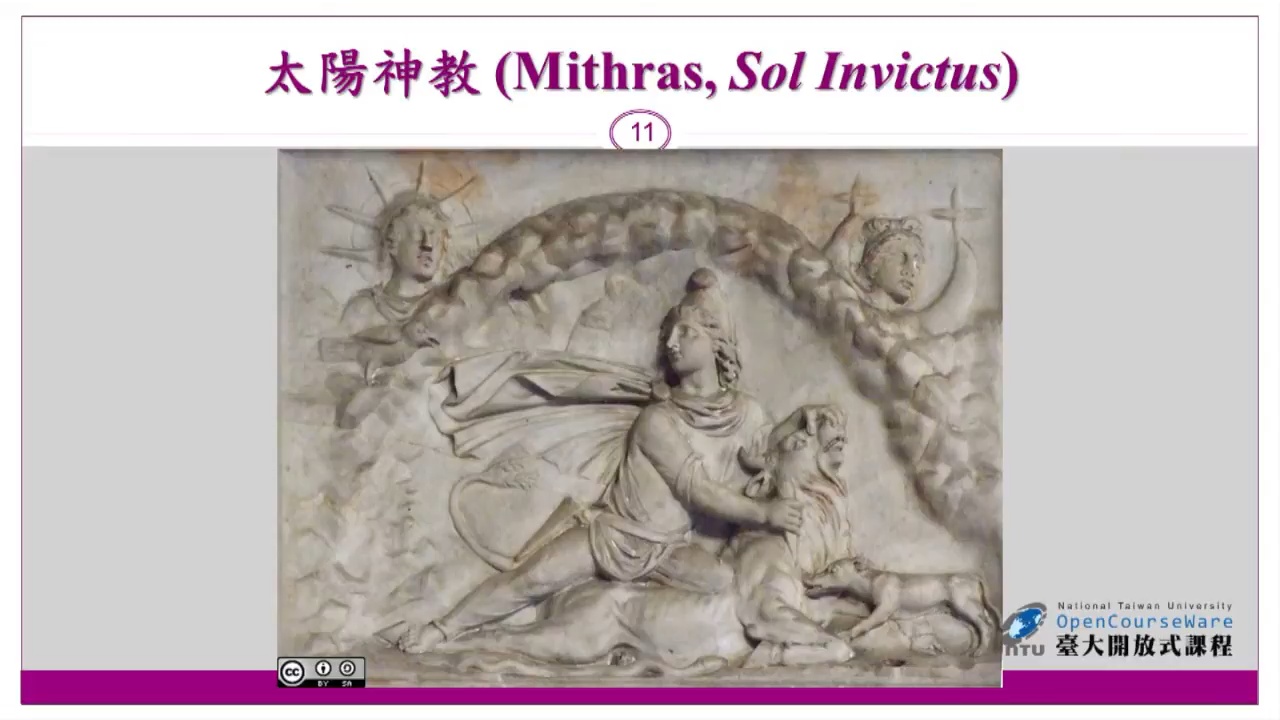 太陽神教 (Mithras, Sol Invictus)
11
National Taiwan University
OpenCourseWare
NTU
臺大開放式課程
cc
BY SA